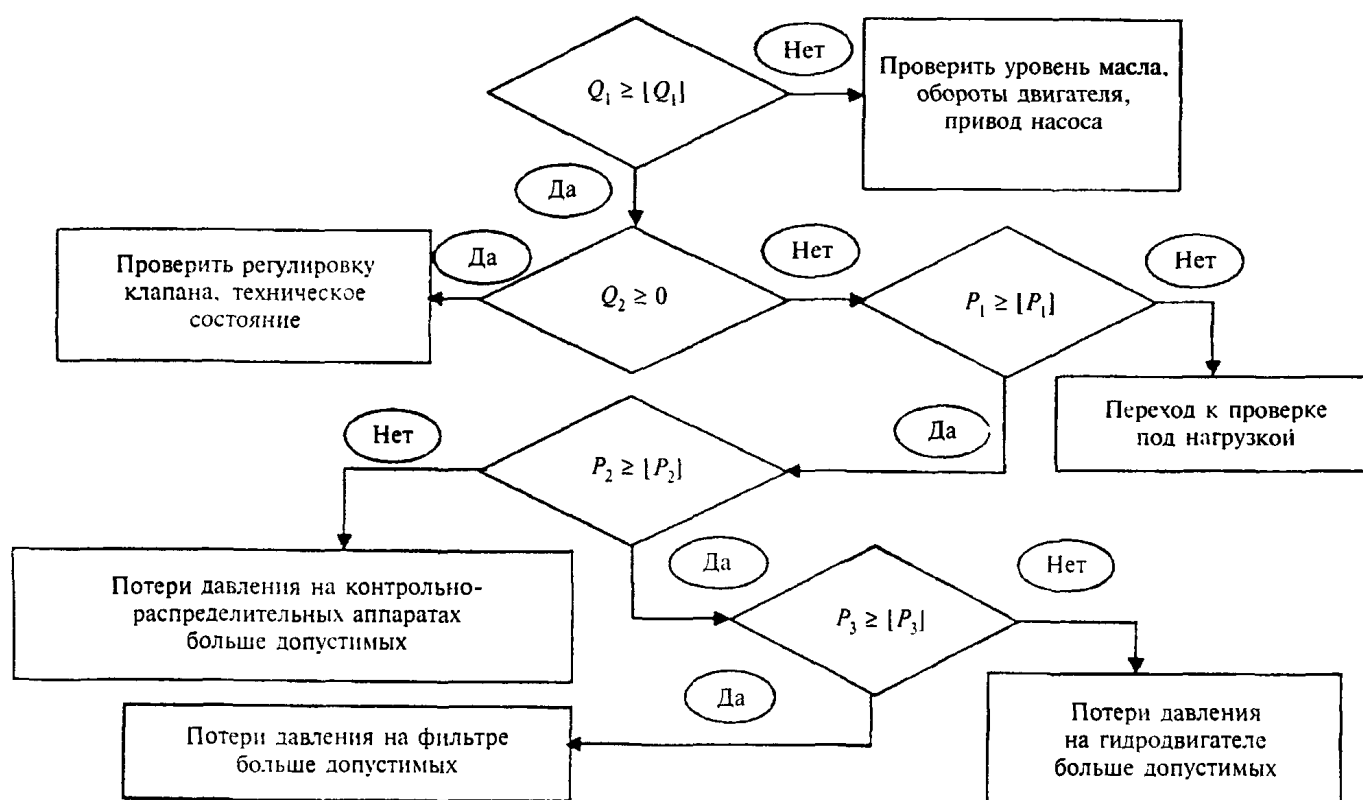 Q₁ ≥ [Q₁]
Нет
Проверить уровень масла,
обороты двигателя,
привод насоса
Да
Проверить регулировку
клапана, техническое
состояние
Да
Q₂ ≥ 0
Нет
P₁ ≥ [P₁]
Нет
Переход к проверке
под нагрузкой
Да
Нет
P₂ ≥ [P₂]
Потери давления на контрольно-
распределительных аппаратах
больше допустимых
Да
P₃ ≥ [P₃]
Нет
Да
Потери давления на фильтре
больше допустимых
Потери давления
на гидродвигателе
больше допустимых